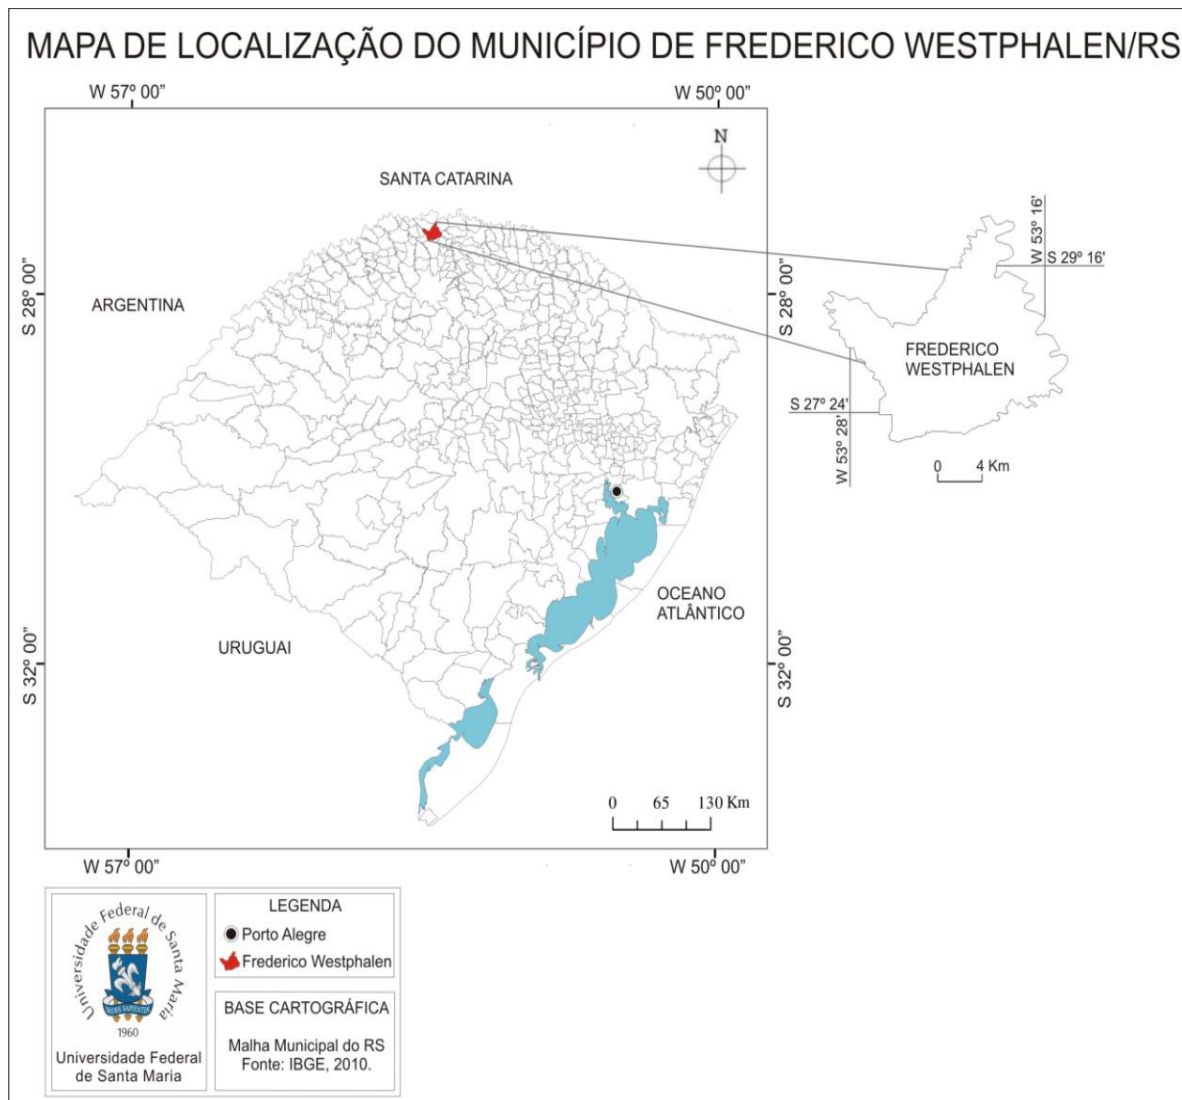 MAPA DE LOCALIZAÇÃO DO MUNICÍPIO DE FREDERICO WESTPHALEN/RS
W 57º 00”
W 50º 00”
N
SANTA CATARINA
S 28º 00”
ARGENTINA
S 28º 00”
W 53º 16'
S 29º 16'
FREDERICO
WESTPHALEN
S 27º 24'
W 53º 28'
0 4 Km
OCEANO
ATLÂNTICO
URUGUAI
S 32º 00”
S 32º 00”
0 65 130 Km
W 57º 00”
W 50º 00”
Universidade Federal de Santa Maria
SEDES SAPIENTIAE
1960
Universidade Federal
de Santa Maria
LEGENDA
Porto Alegre
Frederico Westphalen
BASE CARTOGRÁFICA
Malha Municipal do RS
Fonte: IBGE, 2010.